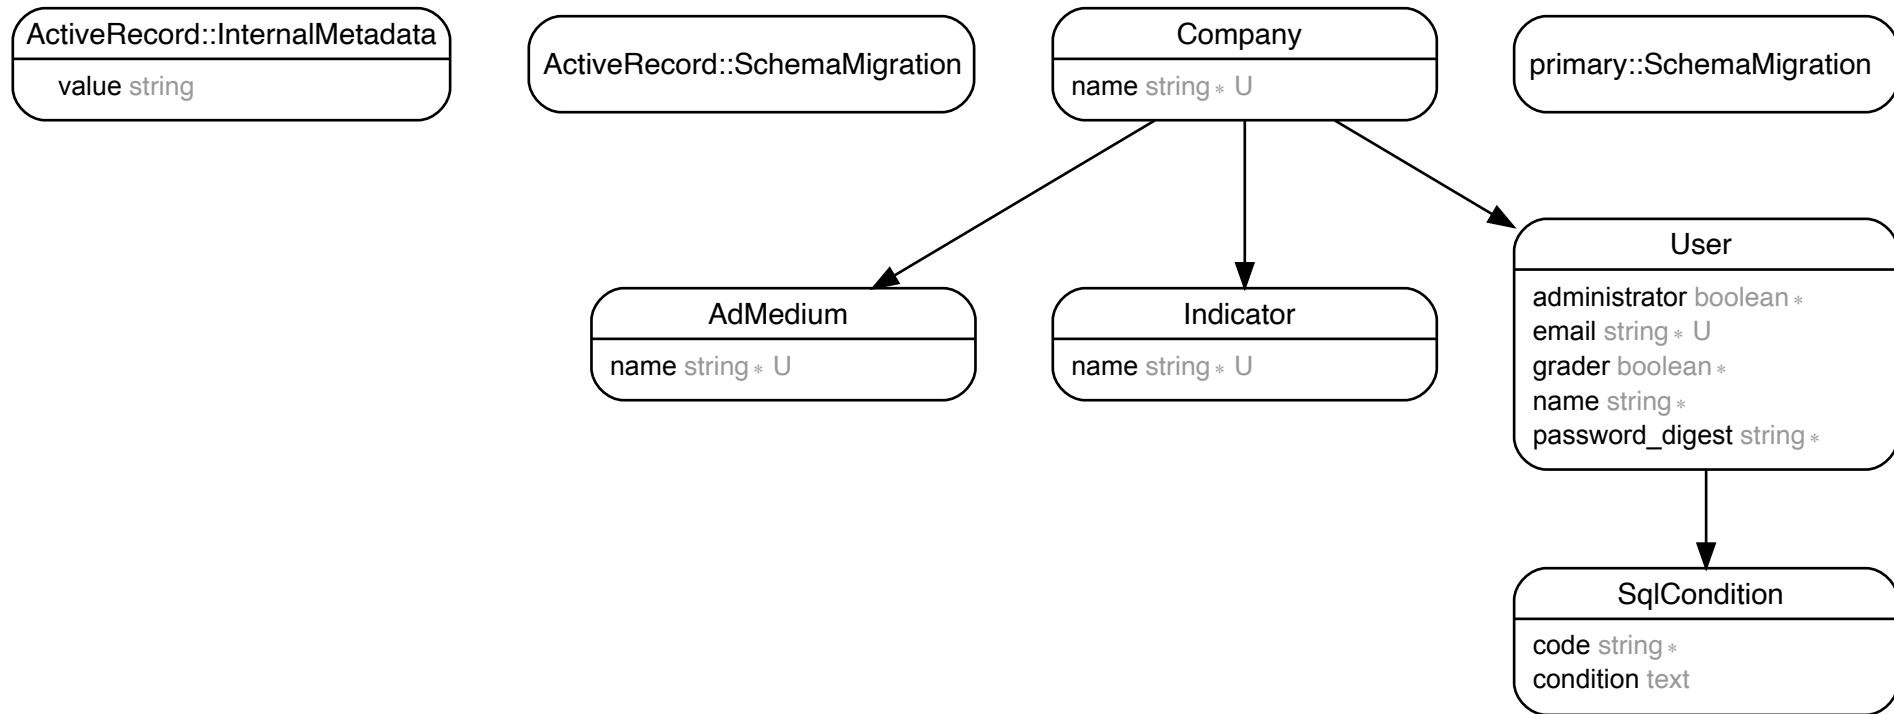 ActiveRecord::InternalMetadata
value string
ActiveRecord::SchemaMigration
Company
name string ∗ U
primary::SchemaMigration
AdMedium
name string ∗ U
Indicator
name string ∗ U
User
administrator boolean ∗
email string ∗ U
grader boolean ∗
name string ∗
password_digest string ∗
SqlCondition
code string ∗
condition text